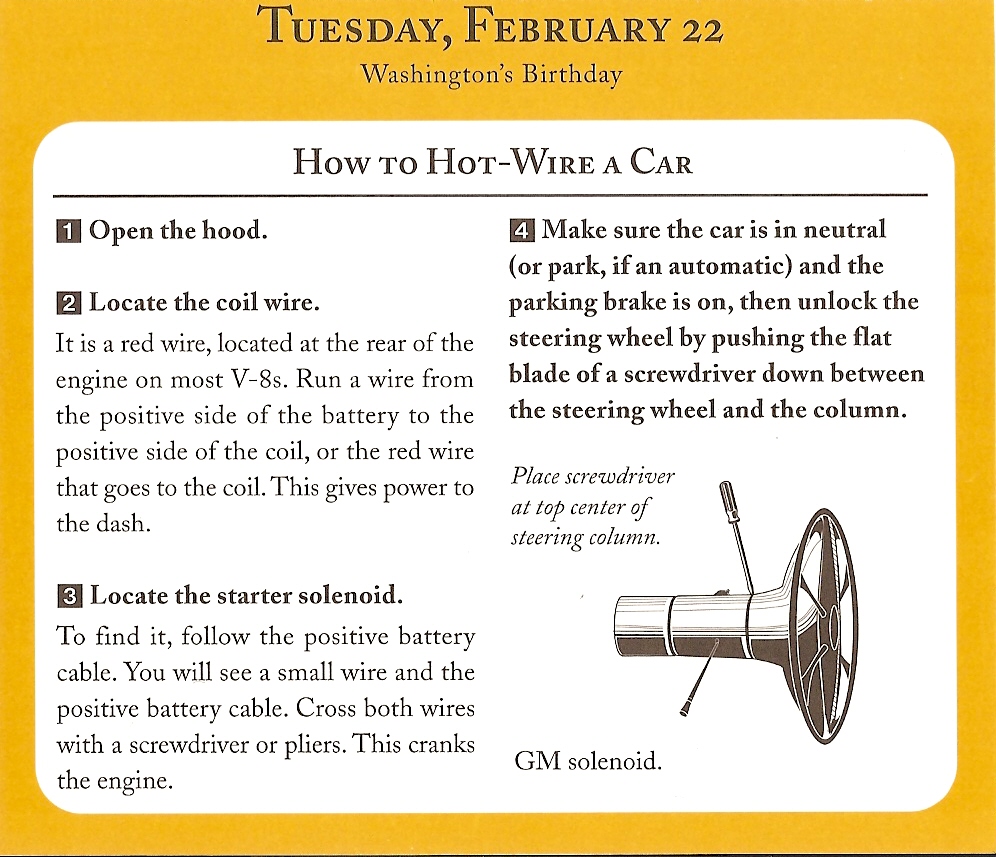 TUESDAY, FEBRUARY 22
Washington's Birthday
HOW TO HOT-WIRE A CAR
1 Open the hood.
2 Locate the coil wire.
It is a red wire, located at the rear of the
engine on most V-8s. Run a wire from
the positive side of the battery to the
positive side of the coil, or the red wire
that goes to the coil. This gives power to
the dash.
3 Locate the starter solenoid.
To find it, follow the positive battery
cable. You will see a small wire and the
positive battery cable. Cross both wires
with a screwdriver or pliers. This cranks
the engine.
4 Make sure the car is in neutral
(or park, if an automatic) and the
parking brake is on, then unlock the
steering wheel by pushing the flat
blade of a screwdriver down between
the steering wheel and the column.
Place screwdriver
at top center of
steering column.
GM solenoid.